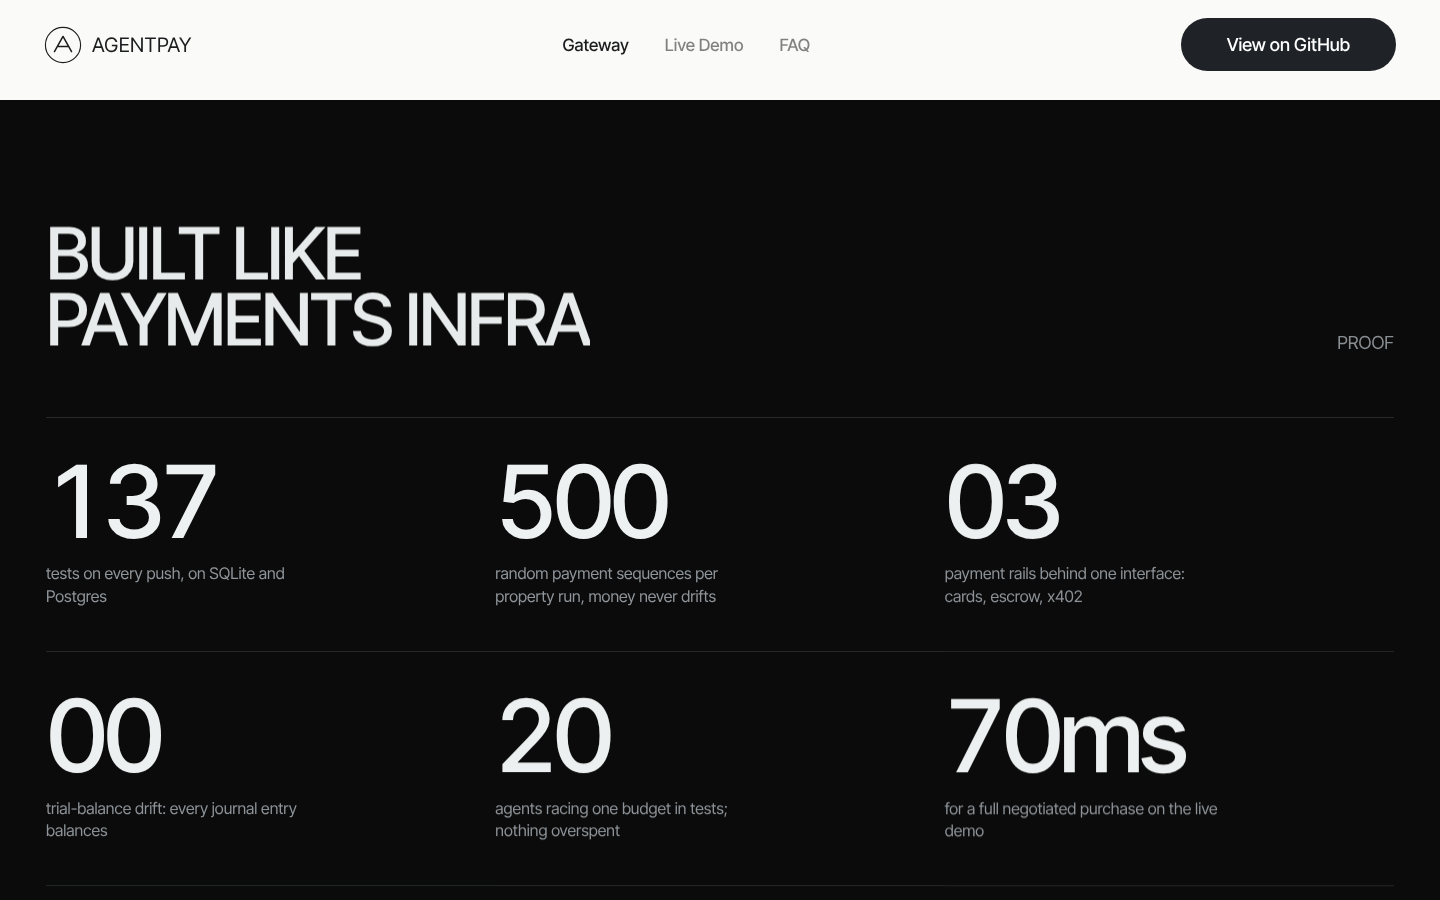 AGENTPAY
Gateway
Live Demo
FAQ
View on GitHub
BUILT LIKE
PAYMENTS INFRA
PROOF
137
tests on every push, on SQLite and
Postgres
500
random payment sequences per
property run, money never drifts
03
payment rails behind one interface:
cards, escrow, x402
00
trial-balance drift: every journal entry
balances
20
agents racing one budget in tests;
nothing overspent
70ms
for a full negotiated purchase on the live
demo